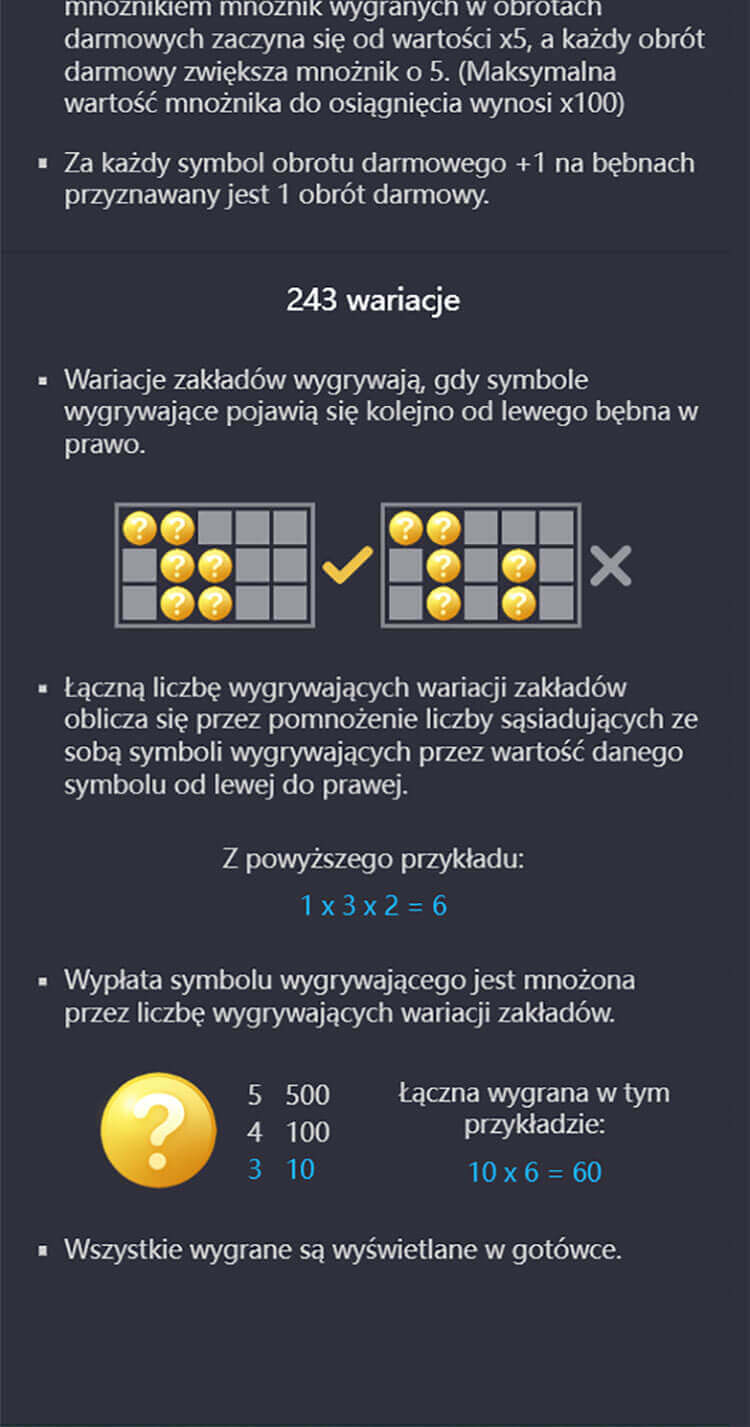 mnożnikiem mnożnik wygranych w obrotach
darmowych zaczyna się od wartości x5, a każdy obrót
darmowy zwiększa mnożnik o 5. (Maksymalna
wartość mnożnika do osiągnięcia wynosi x100)
▪ Za każdy symbol obrotu darmowego +1 na bębnach
przyznawany jest 1 obrót darmowy.
243 wariacje
▪ Wariacje zakładów wygrywają, gdy symbole
wygrywające pojawią się kolejno od lewego bębna w
prawo.
? ? ? ?
? ? ? ?
? ? ? ?
▪ Łączną liczbę wygrywających wariacji zakładów
oblicza się przez pomnożenie liczby sąsiadujących ze
sobą symboli wygrywających przez wartość danego
symbolu od lewej do prawej.
Z powyższego przykładu:
1 x 3 x 2 = 6
▪ Wypłata symbolu wygrywającego jest mnożona
przez liczbę wygrywających wariacji zakładów.
?
5 500
4 100
3 10
Łączna wygrana w tym
przykładzie:
10 x 6 = 60
▪ Wszystkie wygrane są wyświetlane w gotówce.